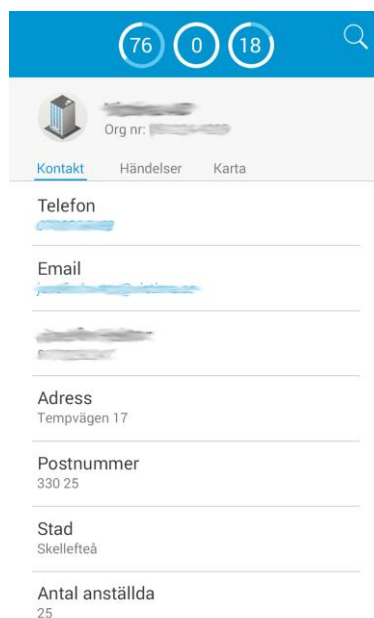 76 0 18
Org nr:
Kontakt Händelser Karta
Telefon
Email
Adress
Tempvägen 17
Postnummer
330 25
Stad
Skellefteå
Antal anställda
25